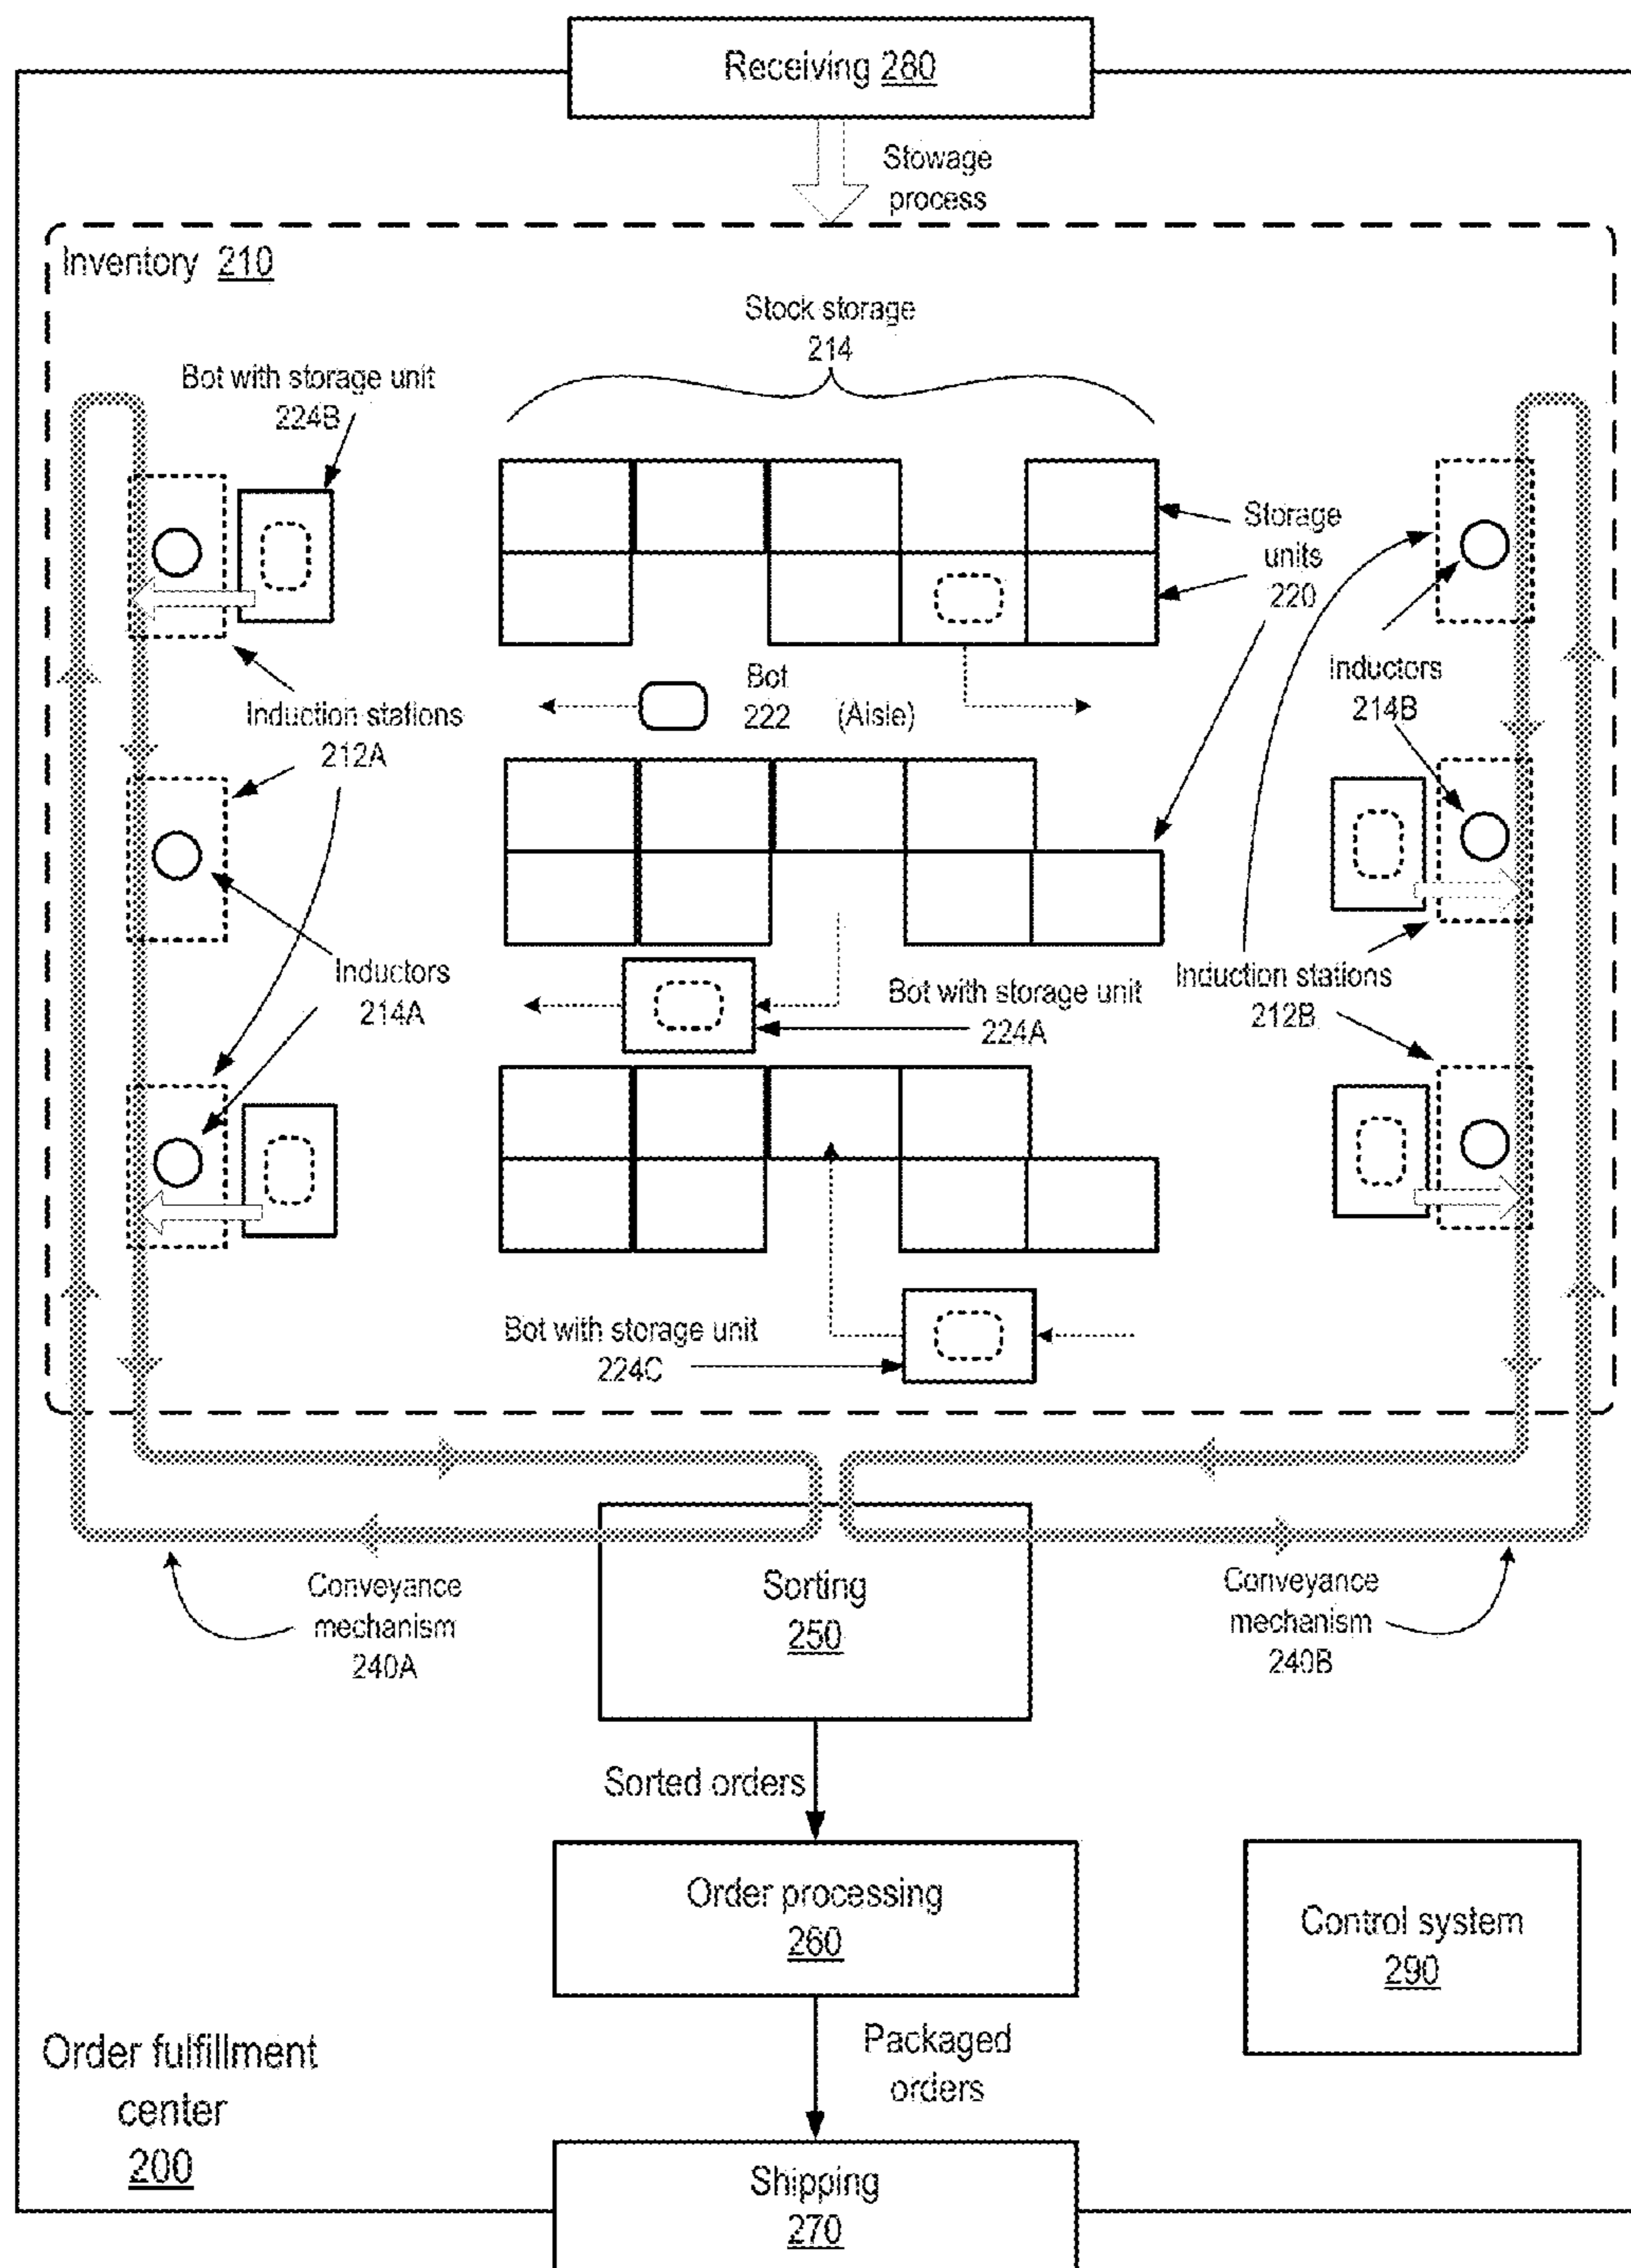 Receiving 280
Stowage
process
Inventory 210
Stock storage
214
Bot with storage unit
224B
Storage
units
220
Bot
222
(Aisle)
Inductors
214B
Induction stations
212A
Inductors
214A
Bot with storage unit
224A
Induction stations
212B
Bot with storage unit
224C
Conveyance
mechanism
240A
Sorting
250
Conveyance
mechanism
240B
Sorted orders
Order processing
260
Control system
290
Packaged
orders
Order fulfillment
center
200
Shipping
270